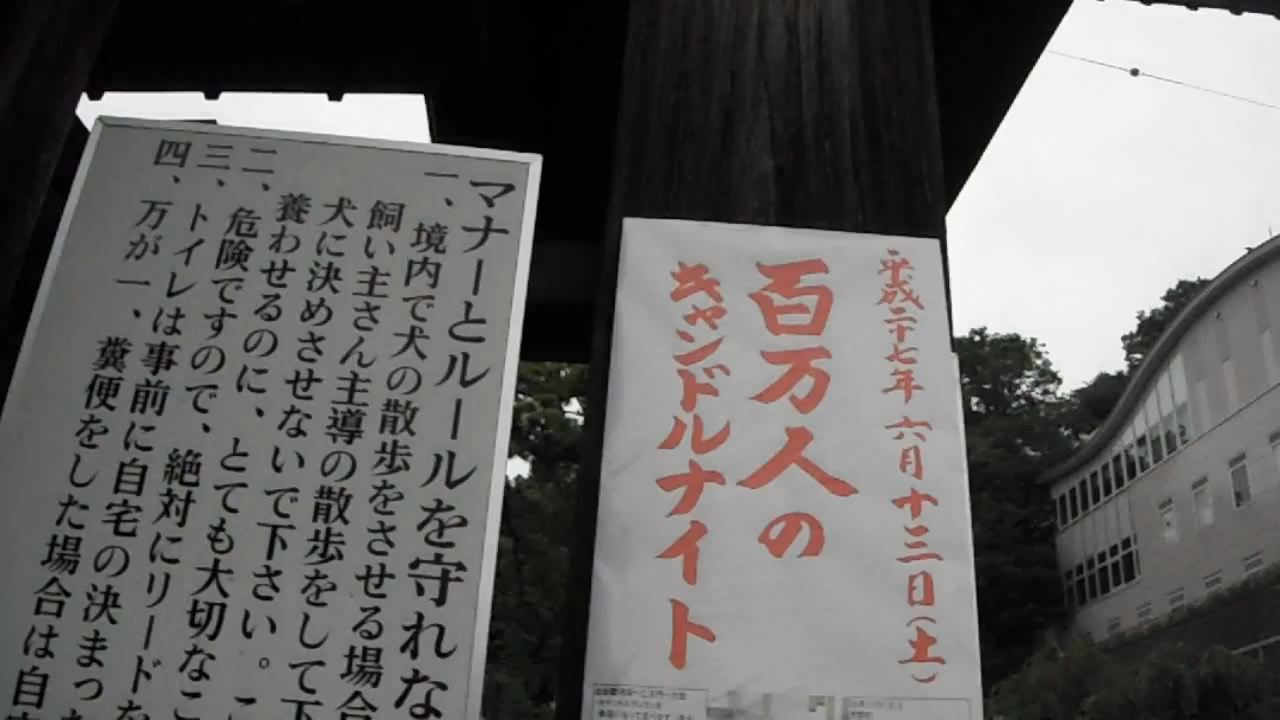 平成二十七年 六月十三日(土)
百万人の
キャンドルナイト
マナーとルールを守れな
一、境内で犬の散歩をさせる場合
飼い主さん主導の散歩をして下
犬に決めさせないで下さい。こ
二、養わせるのに、とても大切なこ
危険ですので、絶対にリードを
三、トイレは事前に自宅の決まった
四、万が一、糞便をした場合は自宅